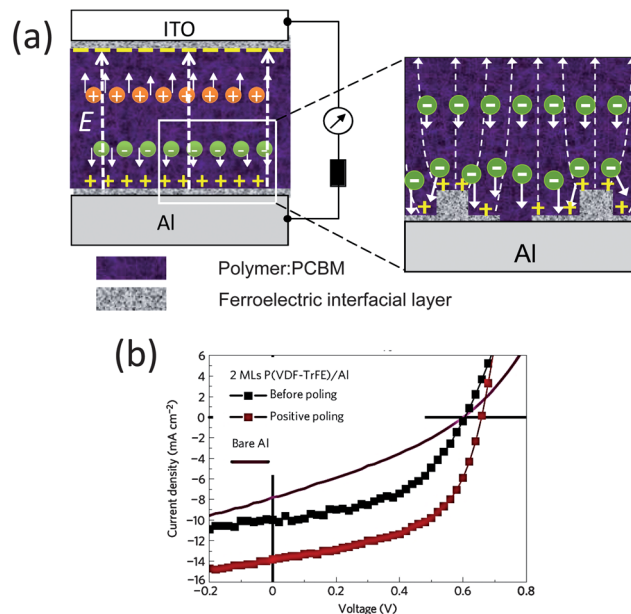 (a)
ITO
+ + + + + + + +
E
- - - - - - - -
+ + + + + + + + + +
Al
- - - - - -
- - - - - - -
+ + + + + + + +
Al
Polymer:PCBM
Ferroelectric interfacial layer
(b)
6
4
2
0
-2
-4
-6
-8
-10
-12
-14
-16
Current density (mA cm⁻²)
2 MLs P(VDF-TrFE)/Al
Before poling
Positive poling
Bare Al
-0.2 0 0.2 0.4 0.6 0.8
Voltage (V)